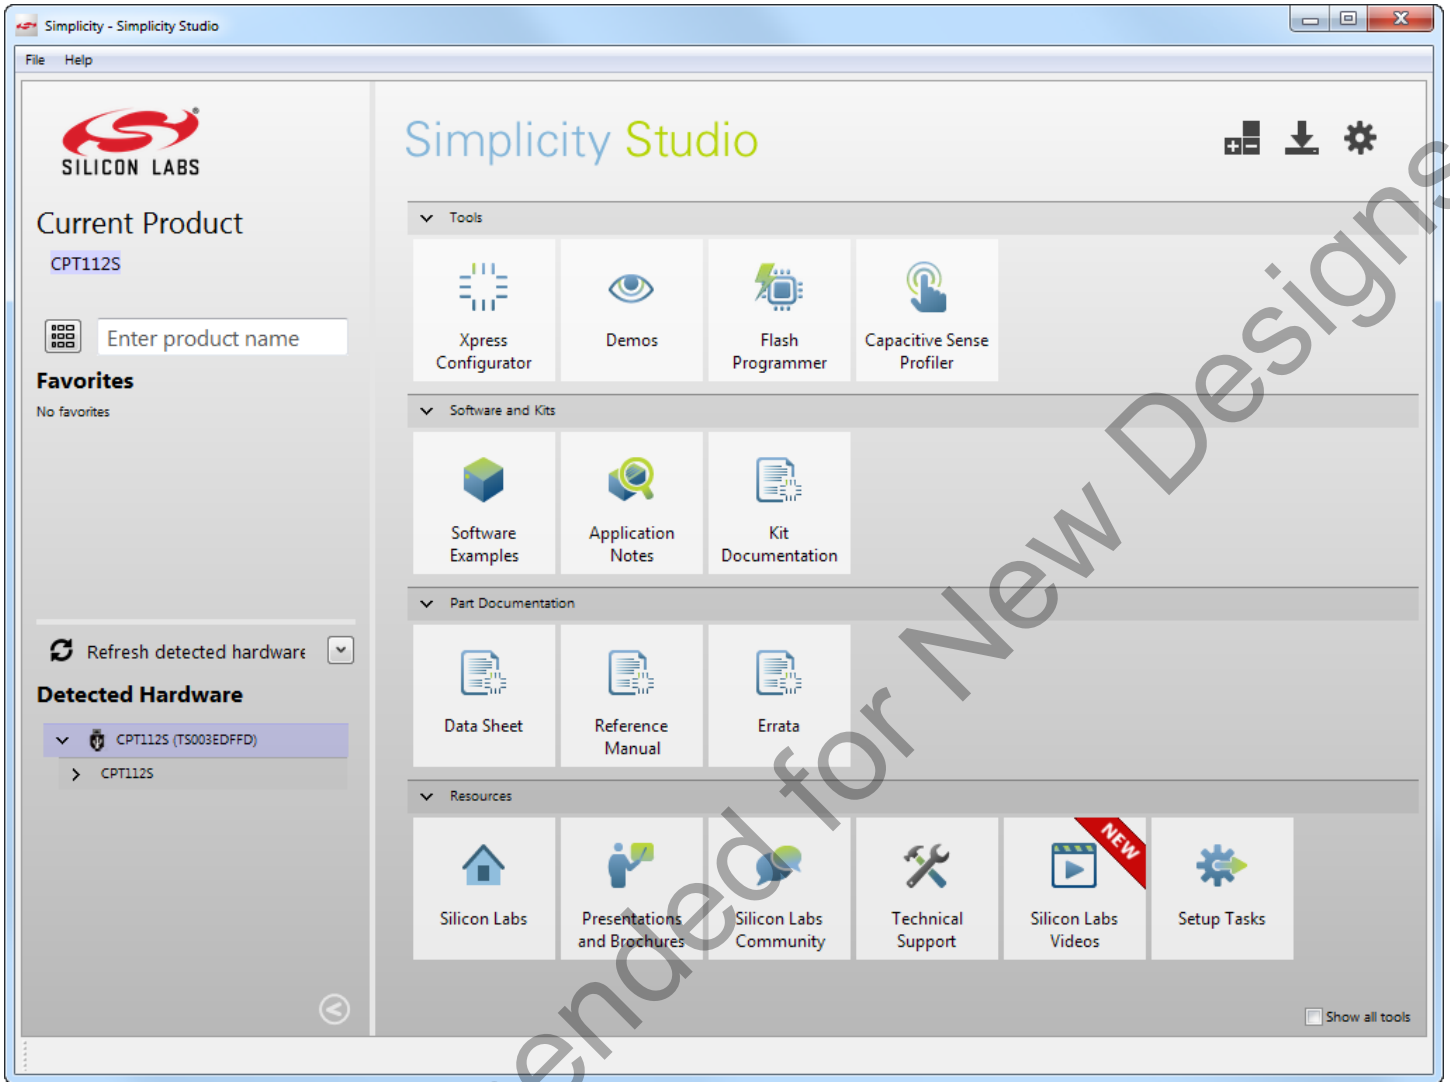 Simplicity - Simplicity Studio
File Help
SILICON LABS
Simplicity Studio
Current Product
CPT112S
Enter product name
Favorites
No favorites
Refresh detected hardware
Detected Hardware
CPT112S (TS003EDFFD)
CPT112S
Tools
Xpress
Configurator
Demos
Flash
Programmer
Capacitive Sense
Profiler
Software and Kits
Software
Examples
Application
Notes
Kit
Documentation
Part Documentation
Data Sheet
Reference
Manual
Errata
Resources
Silicon Labs
Presentations
and Brochures
Silicon Labs
Community
Technical
Support
NEW
Silicon Labs
Videos
Setup Tasks
Show all tools
ended for New Designs